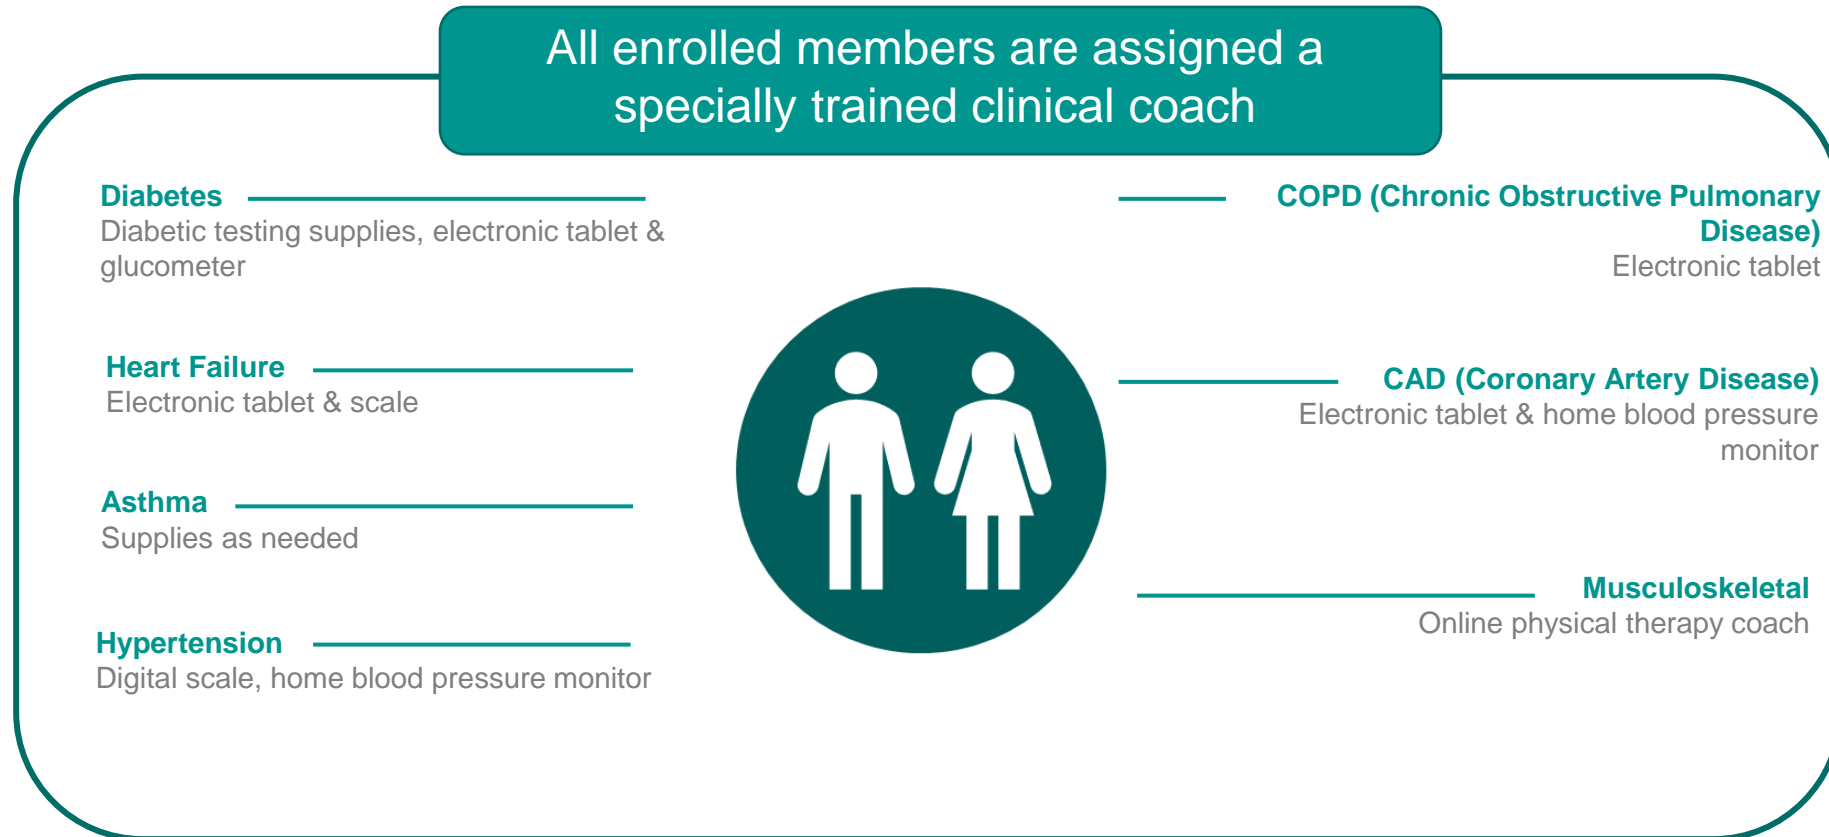 All enrolled members are assigned a
specially trained clinical coach
Diabetes
Diabetic testing supplies, electronic tablet &
glucometer
Heart Failure
Electronic tablet & scale
Asthma
Supplies as needed
Hypertension
Digital scale, home blood pressure monitor
COPD (Chronic Obstructive Pulmonary
Disease)
Electronic tablet
CAD (Coronary Artery Disease)
Electronic tablet & home blood pressure
monitor
Musculoskeletal
Online physical therapy coach